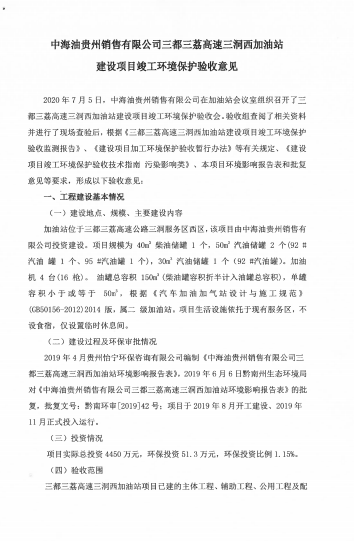 中海油贵州销售有限公司三都三荔高速三洞西加油站
建设项目竣工环境保护验收意见
2020 年 7 月 5 日，中海油贵州销售有限公司在加油站会议室组织召开了三
都三荔高速三洞西加油站建设项目竣工环境保护验收会。验收组查阅了相关资料
并进行了现场查验后，根据《三都三荔高速三洞西加油站建设项目竣工环境保护
验收监测报告》、《建设项目竣工环境保护验收暂行办法》等有关规定、《建设
项目竣工环境保护验收技术指南 污染影响类》、本项目环境影响报告表和批复
意见等要求，形成以下验收意见：
一、工程建设基本情况
（一）建设地点、规模、主要建设内容
加油站位于三都三荔高速公路三洞服务区西区，该项目由中海油贵州销售有
限公司投资建设。项目规模为 40m³ 柴油储罐 1 个，50m³ 汽油储罐 2 个(92 #
汽油 罐 1 个、95 #汽油罐 1 个)，30m³ 汽油储罐 1 个（92 #汽油罐）。加油
机 4 台(16 枪)。 油罐总容积 150m³(柴油罐容积折半计入油罐总容积)，单罐
容积小于或等于 50m³，根据《汽车加油加气站设计与施工规范》
(GB50156-2012)2014 版，属二 级加油站，项目生活设施依托于现有服务区，不
设食宿，仅设置临时休息间。
（二）建设过程及环保审批情况
2019 年 4 月贵州怡宁环保咨询有限公司编制《中海油贵州销售有限公司三
都三荔高速三洞西加油站环境影响报告表》，2019 年 6 月 6 日黔南州生态环境局
对《中海油贵州销售有限公司三都三荔高速三洞西加油站环境影响报告表》的批
复，批复文号：黔南环审[2019]42 号；项目于 2019 年 8 月开工建设，2019 年
11 月正式投入运行。
（三）投资情况
项目实际总投资 4450 万元，环保投资 51.3 万元，环保投资比例 1.15%。
（四）验收范围
三都三荔高速三洞西加油站项目已建的主体工程、辅助工程、公用工程及配